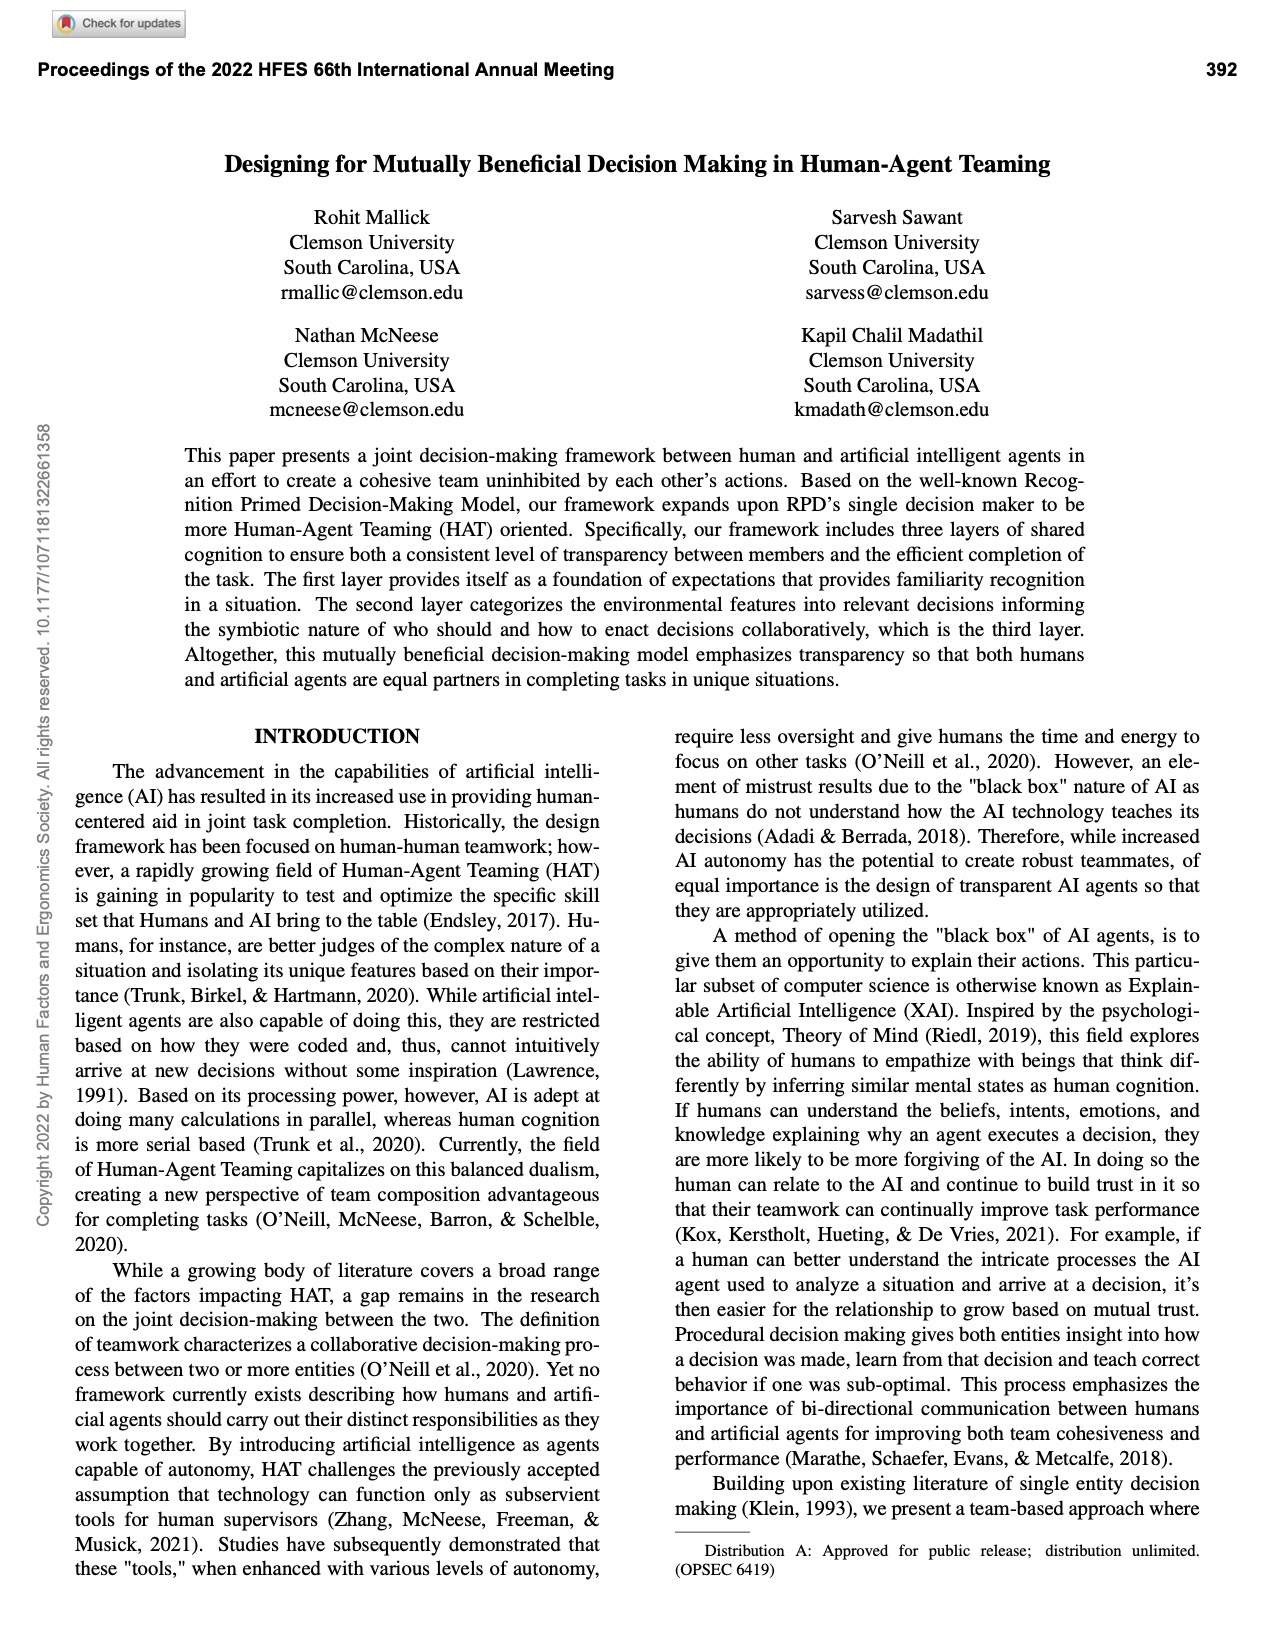 Check for updates
Proceedings of the 2022 HFES 66th International Annual Meeting
392
Designing for Mutually Beneficial Decision Making in Human-Agent Teaming
Rohit Mallick
Clemson University
South Carolina, USA
rmallic@clemson.edu
Sarvesh Sawant
Clemson University
South Carolina, USA
sarvess@clemson.edu
Nathan McNeese
Clemson University
South Carolina, USA
mcneese@clemson.edu
Kapil Chalil Madathil
Clemson University
South Carolina, USA
kmadath@clemson.edu
This paper presents a joint decision-making framework between human and artificial intelligent agents in
an effort to create a cohesive team uninhibited by each other's actions. Based on the well-known Recog-
nition Primed Decision-Making Model, our framework expands upon RPD's single decision maker to be
more Human-Agent Teaming (HAT) oriented. Specifically, our framework includes three layers of shared
cognition to ensure both a consistent level of transparency between members and the efficient completion of
the task. The first layer provides itself as a foundation of expectations that provides familiarity recognition
in a situation. The second layer categorizes the environmental features into relevant decisions informing
the symbiotic nature of who should and how to enact decisions collaboratively, which is the third layer.
Altogether, this mutually beneficial decision-making model emphasizes transparency so that both humans
and artificial agents are equal partners in completing tasks in unique situations.
INTRODUCTION
The advancement in the capabilities of artificial intelli-
gence (AI) has resulted in its increased use in providing human-
centered aid in joint task completion. Historically, the design
framework has been focused on human-human teamwork; how-
ever, a rapidly growing field of Human-Agent Teaming (HAT)
is gaining in popularity to test and optimize the specific skill
set that Humans and AI bring to the table (Endsley, 2017). Hu-
mans, for instance, are better judges of the complex nature of a
situation and isolating its unique features based on their impor-
tance (Trunk, Birkel, & Hartmann, 2020). While artificial intel-
ligent agents are also capable of doing this, they are restricted
based on how they were coded and, thus, cannot intuitively
arrive at new decisions without some inspiration (Lawrence,
1991). Based on its processing power, however, AI is adept at
doing many calculations in parallel, whereas human cognition
is more serial based (Trunk et al., 2020). Currently, the field
of Human-Agent Teaming capitalizes on this balanced dualism,
creating a new perspective of team composition advantageous
for completing tasks (O'Neill, McNeese, Barron, & Schelble,
2020).
While a growing body of literature covers a broad range
of the factors impacting HAT, a gap remains in the research
on the joint decision-making between the two. The definition
of teamwork characterizes a collaborative decision-making pro-
cess between two or more entities (O'Neill et al., 2020). Yet no
framework currently exists describing how humans and artifi-
cial agents should carry out their distinct responsibilities as they
work together. By introducing artificial intelligence as agents
capable of autonomy, HAT challenges the previously accepted
assumption that technology can function only as subservient
tools for human supervisors (Zhang, McNeese, Freeman, &
Musick, 2021). Studies have subsequently demonstrated that
these "tools," when enhanced with various levels of autonomy,
require less oversight and give humans the time and energy to
focus on other tasks (O'Neill et al., 2020). However, an ele-
ment of mistrust results due to the "black box" nature of AI as
humans do not understand how the AI technology teaches its
decisions (Adadi & Berrada, 2018). Therefore, while increased
AI autonomy has the potential to create robust teammates, of
equal importance is the design of transparent AI agents so that
they are appropriately utilized.
A method of opening the "black box" of AI agents, is to
give them an opportunity to explain their actions. This particu-
lar subset of computer science is otherwise known as Explain-
able Artificial Intelligence (XAI). Inspired by the psychologi-
cal concept, Theory of Mind (Riedl, 2019), this field explores
the ability of humans to empathize with beings that think dif-
ferently by inferring similar mental states as human cognition.
If humans can understand the beliefs, intents, emotions, and
knowledge explaining why an agent executes a decision, they
are more likely to be more forgiving of the AI. In doing so the
human can relate to the AI and continue to build trust in it so
that their teamwork can continually improve task performance
(Kox, Kerstholt, Hueting, & De Vries, 2021). For example, if
a human can better understand the intricate processes the AI
agent used to analyze a situation and arrive at a decision, it's
then easier for the relationship to grow based on mutual trust.
Procedural decision making gives both entities insight into how
a decision was made, learn from that decision and teach correct
behavior if one was sub-optimal. This process emphasizes the
importance of bi-directional communication between humans
and artificial agents for improving both team cohesiveness and
performance (Marathe, Schaefer, Evans, & Metcalfe, 2018).
Building upon existing literature of single entity decision
making (Klein, 1993), we present a team-based approach where
Distribution A: Approved for public release; distribution unlimited.
(OPSEC 6419)
Copyright 2022 by Human Factors and Ergonomics Society. All rights reserved. 10.1177/1071181322661358